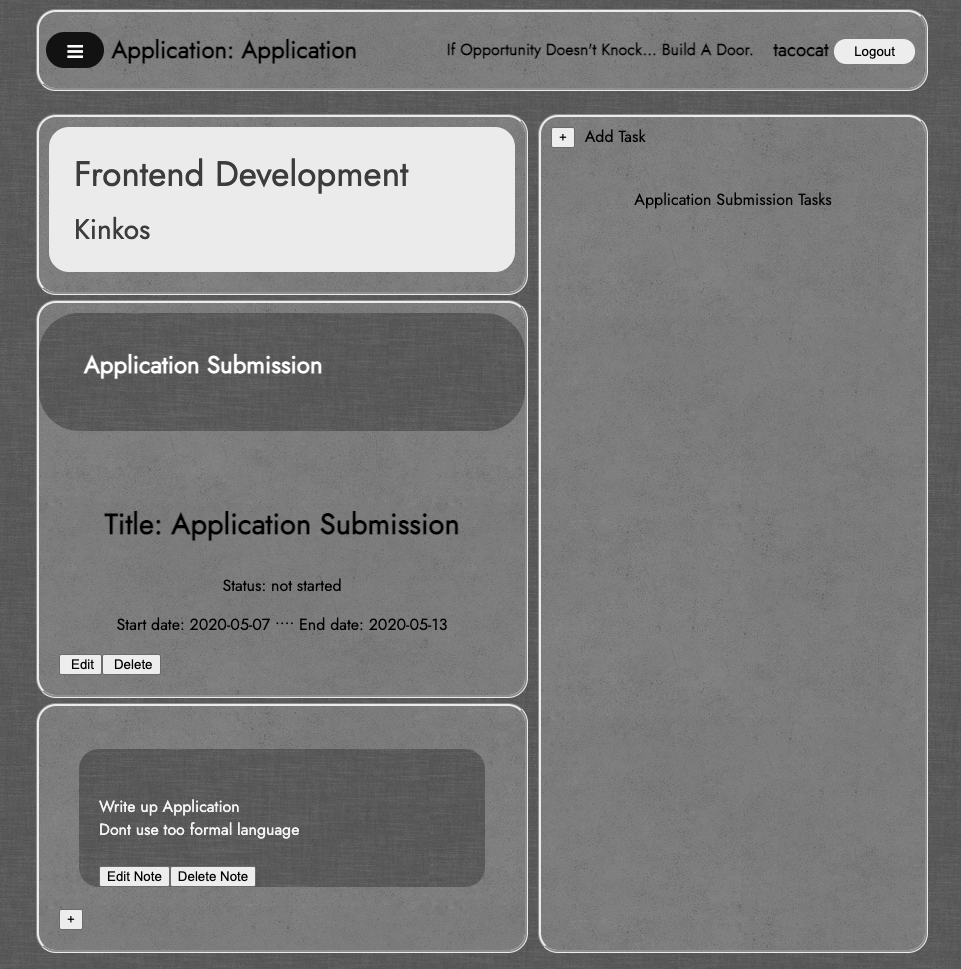 Application: Application
If Opportunity Doesn't Knock... Build A Door.
tacocat
Logout
Frontend Development
Kinkos
Application Submission
Title: Application Submission
Status: not started
Start date: 2020-05-07 ···· End date: 2020-05-13
Edit
Delete
Write up Application
Dont use too formal language
Edit Note
Delete Note
+
+ Add Task
Application Submission Tasks